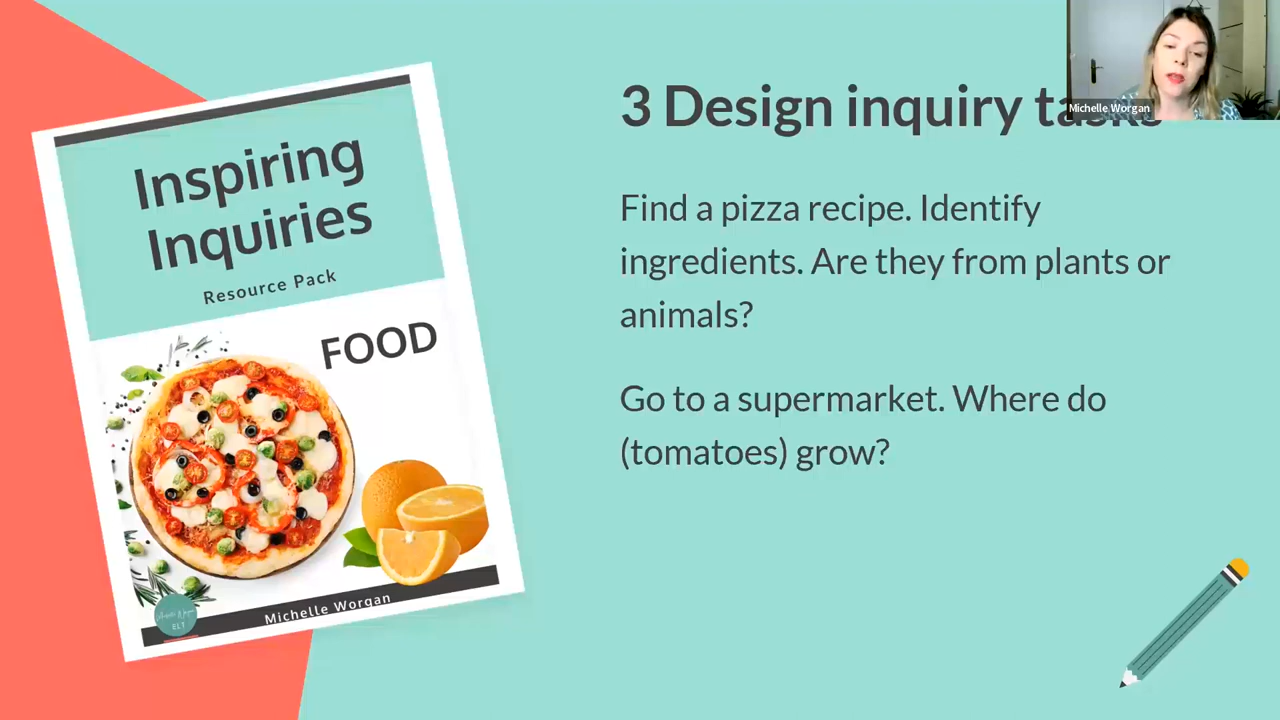 3 Design inquiry tasks
Michelle Worgan
Find a pizza recipe. Identify
ingredients. Are they from plants or
animals?
Go to a supermarket. Where do
(tomatoes) grow?
Inspiring
Inquiries
Resource Pack
FOOD
Michelle Worgan
ELT